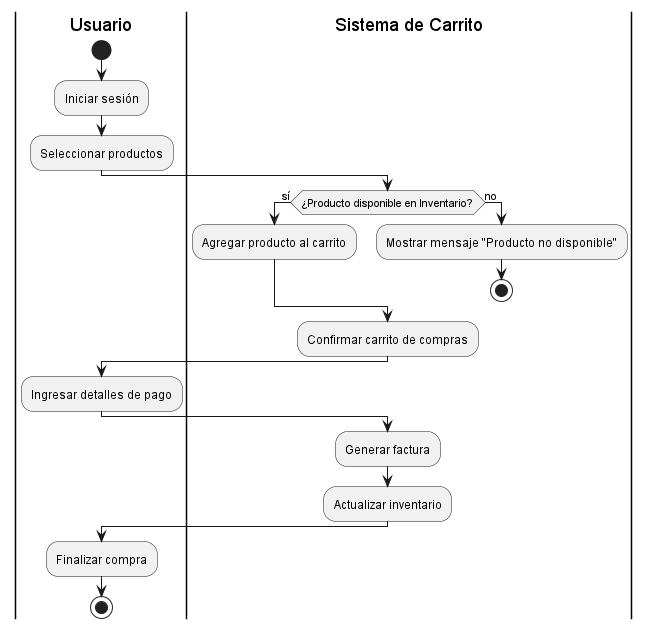 Usuario
Sistema de Carrito
Iniciar sesión
Seleccionar productos
¿Producto disponible en Inventario?
sí
no
Agregar producto al carrito
Mostrar mensaje "Producto no disponible"
Confirmar carrito de compras
Ingresar detalles de pago
Generar factura
Actualizar inventario
Finalizar compra